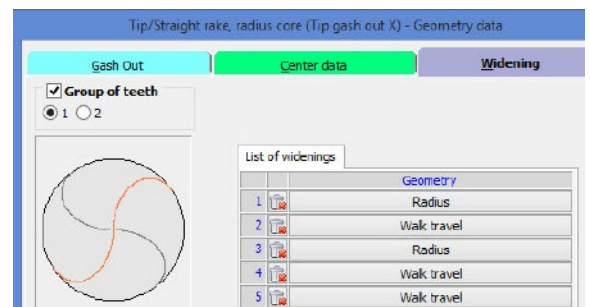 Tip/Straight rake, radius core (Tip gash out X) - Geometry data
Gash Out Center data Widening
Group of teeth
1 2
List of widenings
Geometry
1 Radius
2 Walk travel
3 Radius
4 Walk travel
5 Walk travel